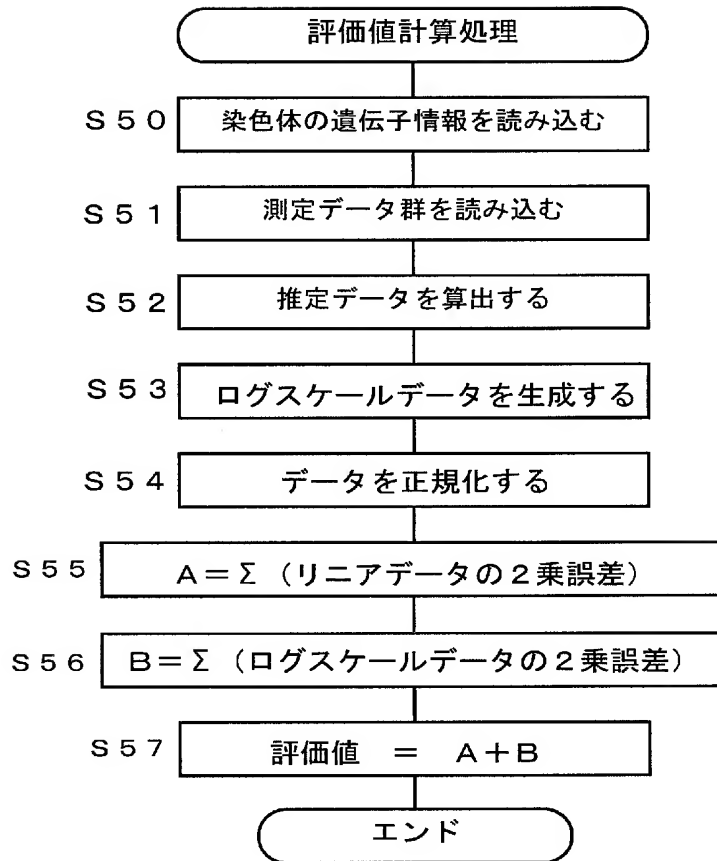 評価値計算処理
S50 染色体の遺伝子情報を読み込む
S51 測定データ群を読み込む
S52 推定データを算出する
S53 ログスケールデータを生成する
S54 データを正規化する
S55 A=Σ(リニアデータの2乗誤差)
S56 B=Σ(ログスケールデータの2乗誤差)
S57 評価値 = A+B
エンド